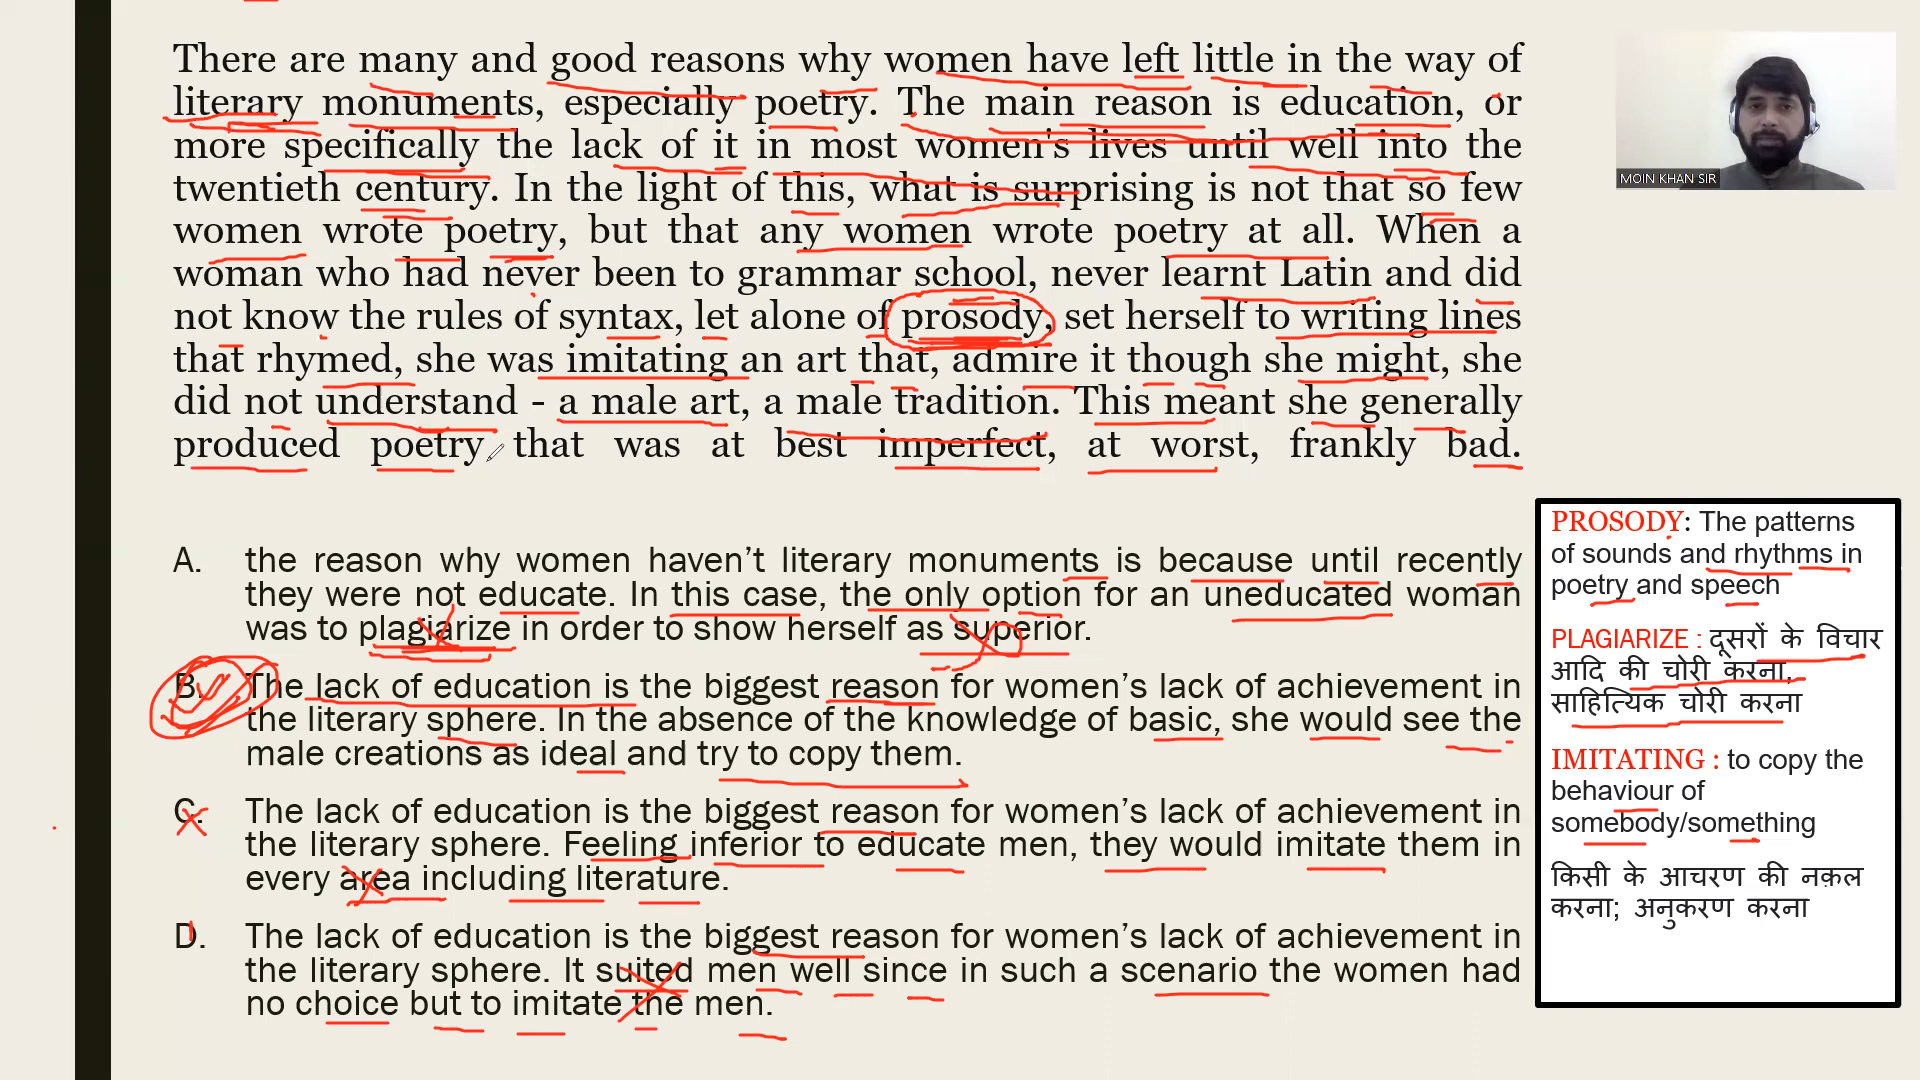 There are many and good reasons why women have left little in the way of
literary monuments, especially poetry. The main reason is education, or
more specifically the lack of it in most women's lives until well into the
twentieth century. In the light of this, what is surprising is not that so few
women wrote poetry, but that any women wrote poetry at all. When a
woman who had never been to grammar school, never learnt Latin and did
not know the rules of syntax, let alone of prosody, set herself to writing lines
that rhymed, she was imitating an art that, admire it though she might, she
did not understand - a male art, a male tradition. This meant she generally
produced poetry that was at best imperfect, at worst, frankly bad.
A. the reason why women haven’t literary monuments is because until recently
they were not educate. In this case, the only option for an uneducated woman
was to plagiarize in order to show herself as superior.
B. The lack of education is the biggest reason for women’s lack of achievement in
the literary sphere. In the absence of the knowledge of basic, she would see the
male creations as ideal and try to copy them.
C. The lack of education is the biggest reason for women’s lack of achievement in
the literary sphere. Feeling inferior to educate men, they would imitate them in
every area including literature.
D. The lack of education is the biggest reason for women’s lack of achievement in
the literary sphere. It suited men well since in such a scenario the women had
no choice but to imitate the men.
MOIN KHAN SIR
PROSODY: The patterns
of sounds and rhythms in
poetry and speech
PLAGIARIZE : दूसरों के विचार
आदि की चोरी करना,
साहित्यिक चोरी करना
IMITATING : to copy the
behaviour of
somebody/something
किसी के आचरण की नक़ल
करना; अनुकरण करना